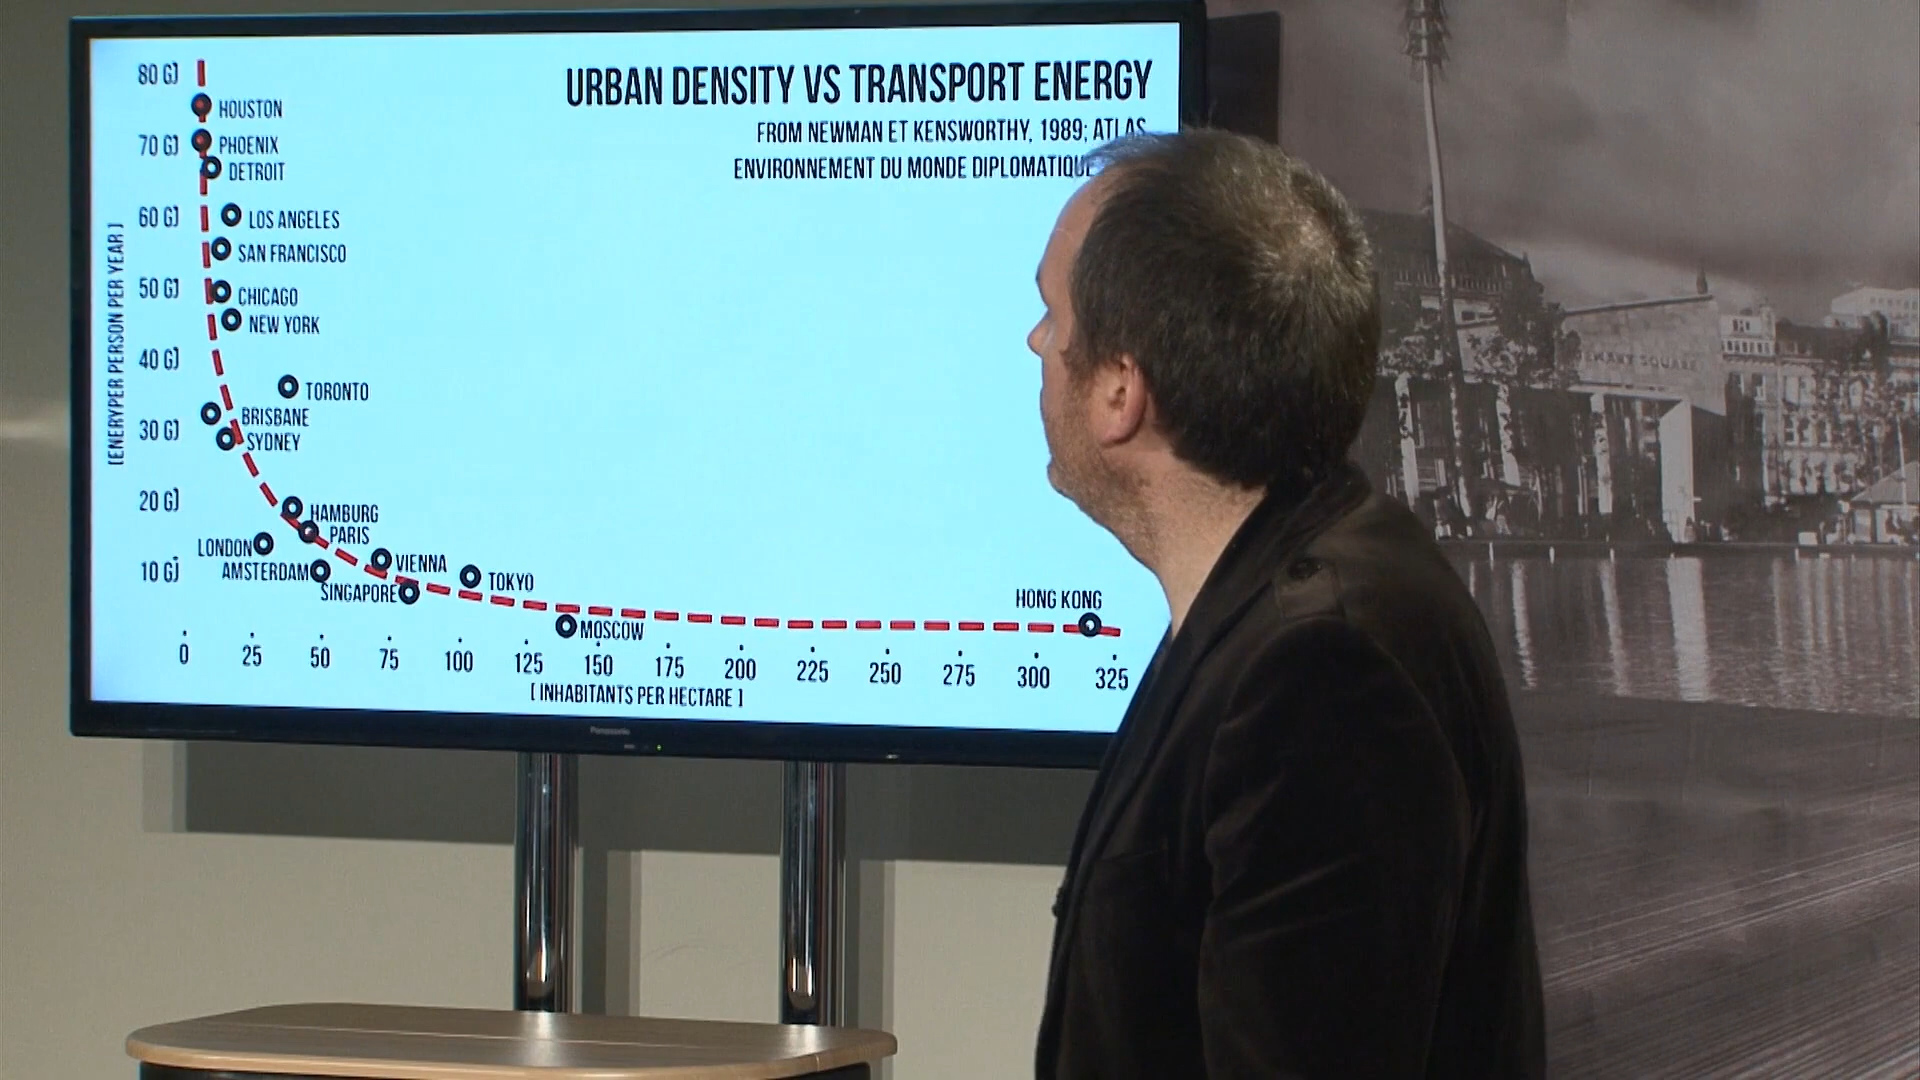 URBAN DENSITY VS TRANSPORT ENERGY
FROM NEWMAN ET KENSWORTHY, 1989; ATLAS
ENVIRONNEMENT DU MONDE DIPLOMATIQUE
[ENERYPER PERSON PER YEAR]
80 GJ
HOUSTON
70 GJ
PHOENIX
DETROIT
60 GJ
LOS ANGELES
SAN FRANCISCO
50 GJ
CHICAGO
NEW YORK
40 GJ
TORONTO
BRISBANE
30 GJ
SYDNEY
20 GJ
HAMBURG
PARIS
LONDON
VIENNA
10 GJ
AMSTERDAM
TOKYO
SINGAPORE
HONG KONG
MOSCOW
0 25 50 75 100 125 150 175 200 225 250 275 300 325
[ INHABITANTS PER HECTARE ]
Panasonic